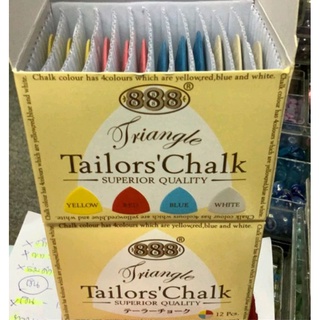 Chalk colour has 4colours which are yellow,red,blue and white.
888®
Triangle
Tailors'Chalk
SUPERIOR QUALITY
YELLOW RED BLUE WHITE
888®
Triangle
Tailors'Chalk
SUPERIOR QUALITY
テーラーチョーク
12 Pcs.